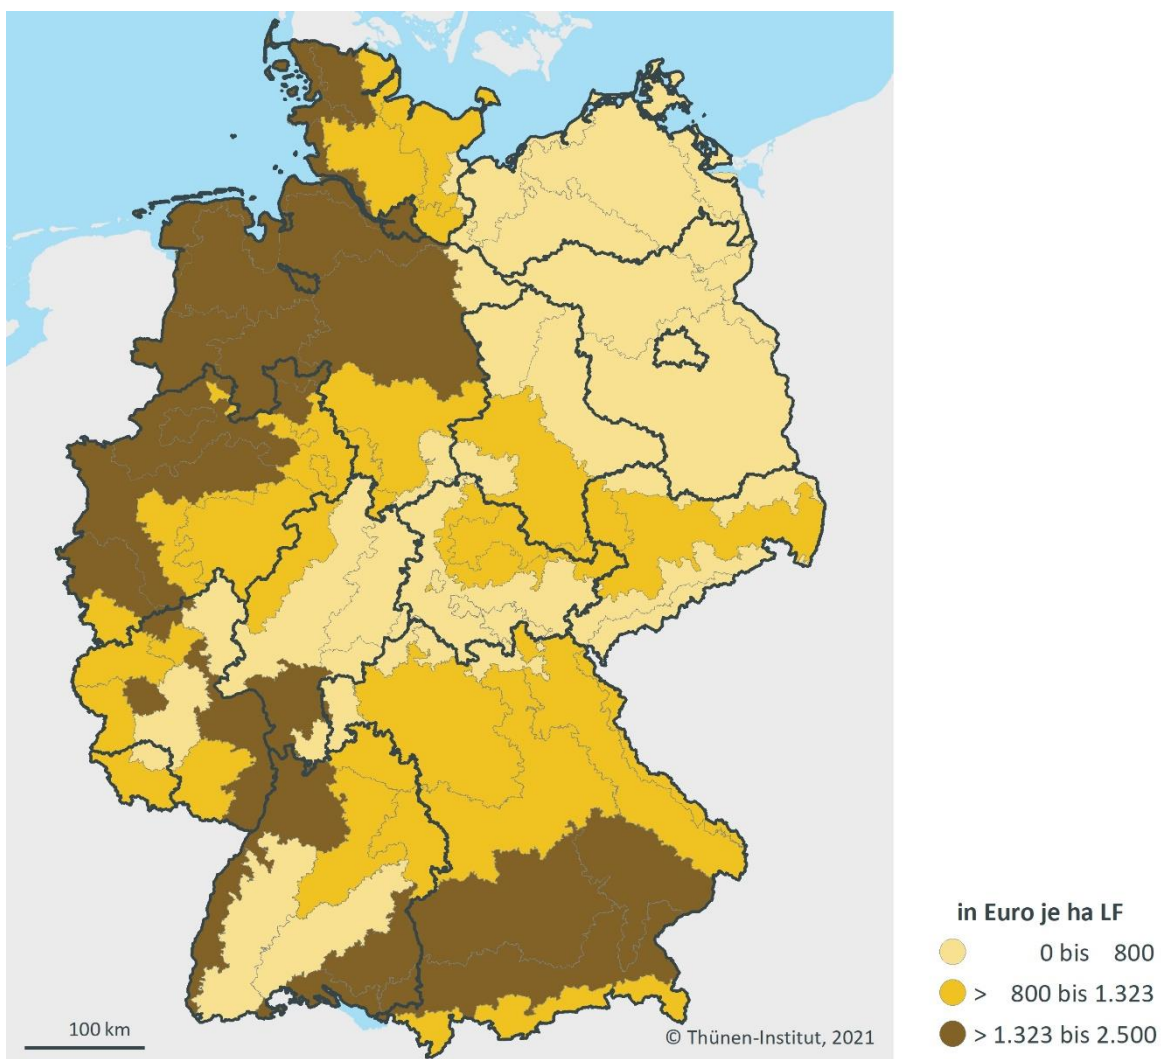 100 km
© Thünen-Institut, 2021
in Euro je ha LF
0 bis 800
> 800 bis 1.323
> 1.323 bis 2.500